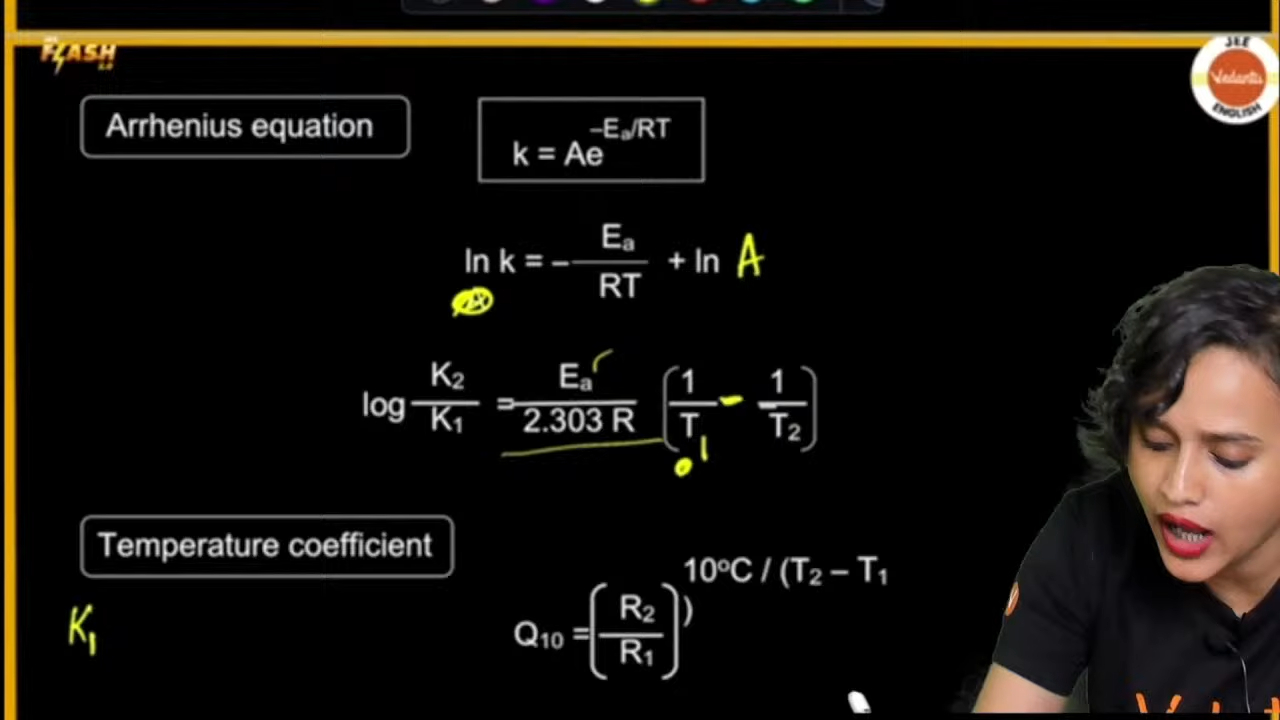 FLASH
JEE
Vedantu
ENGLISH
Arrhenius equation
k = Ae^–Eₐ/RT
ln k = – Eₐ / RT + ln A
log K₂ / K₁ = Eₐ / 2.303 R (1 / T1 - 1 / T₂)
Temperature coefficient
K₁
Q₁₀ = (R₂ / R₁)^10°C / (T₂ – T₁)